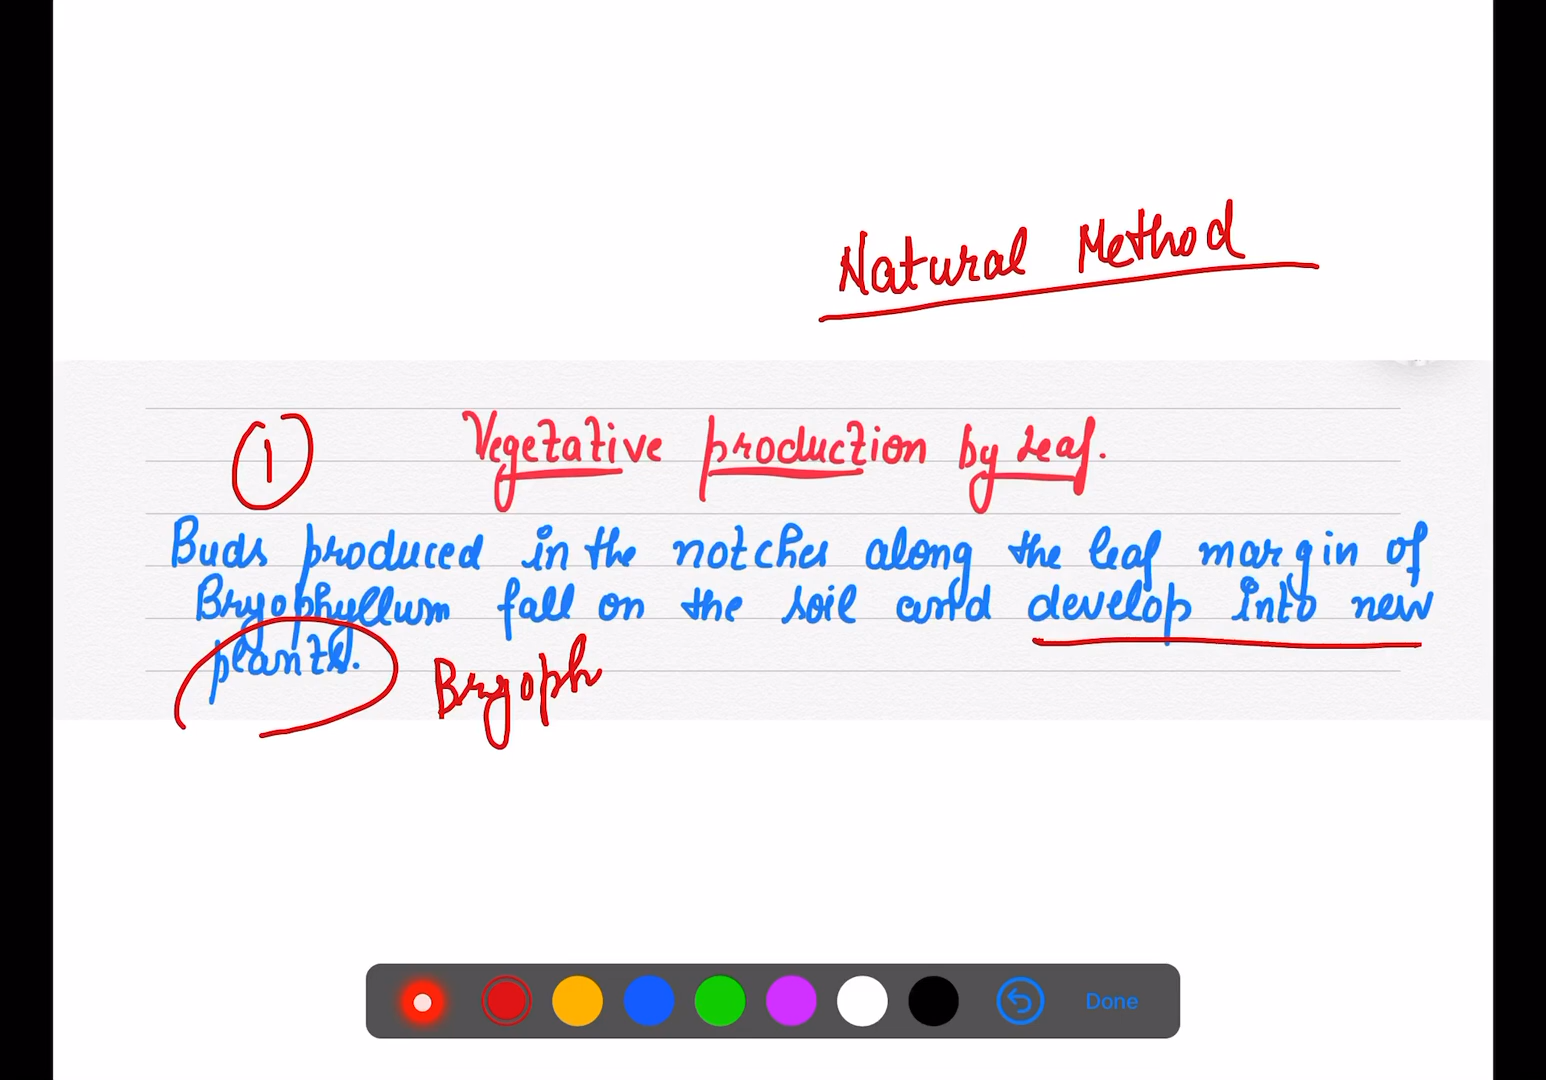 Natural Method
1 Vegetative production by Leaf.
Buds produced in the notches along the leaf margin of
Bryophyllum fall on the soil and develop into new
plants.
Bryoph
Done